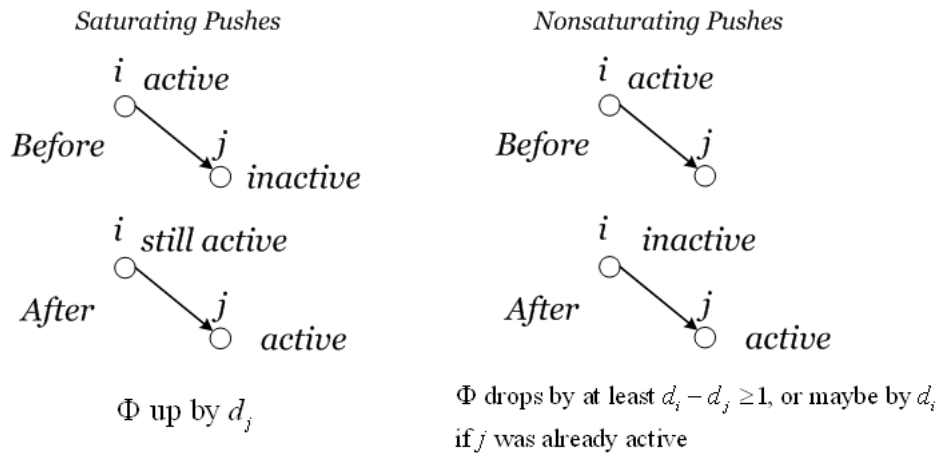 Saturating Pushes
i active
Before
j
inactive
i still active
After
j
active
Φ up by d_j
Nonsaturating Pushes
i active
Before
j
i inactive
After
j
active
Φ drops by at least d_i − d_j ≥1, or maybe by d_i
if j was already active